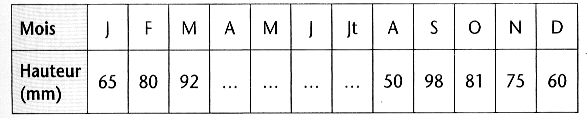 Mois J F M A M J Jt A S O N D
Hauteur (mm) 65 80 92 ... ... ... ... 50 98 81 75 60